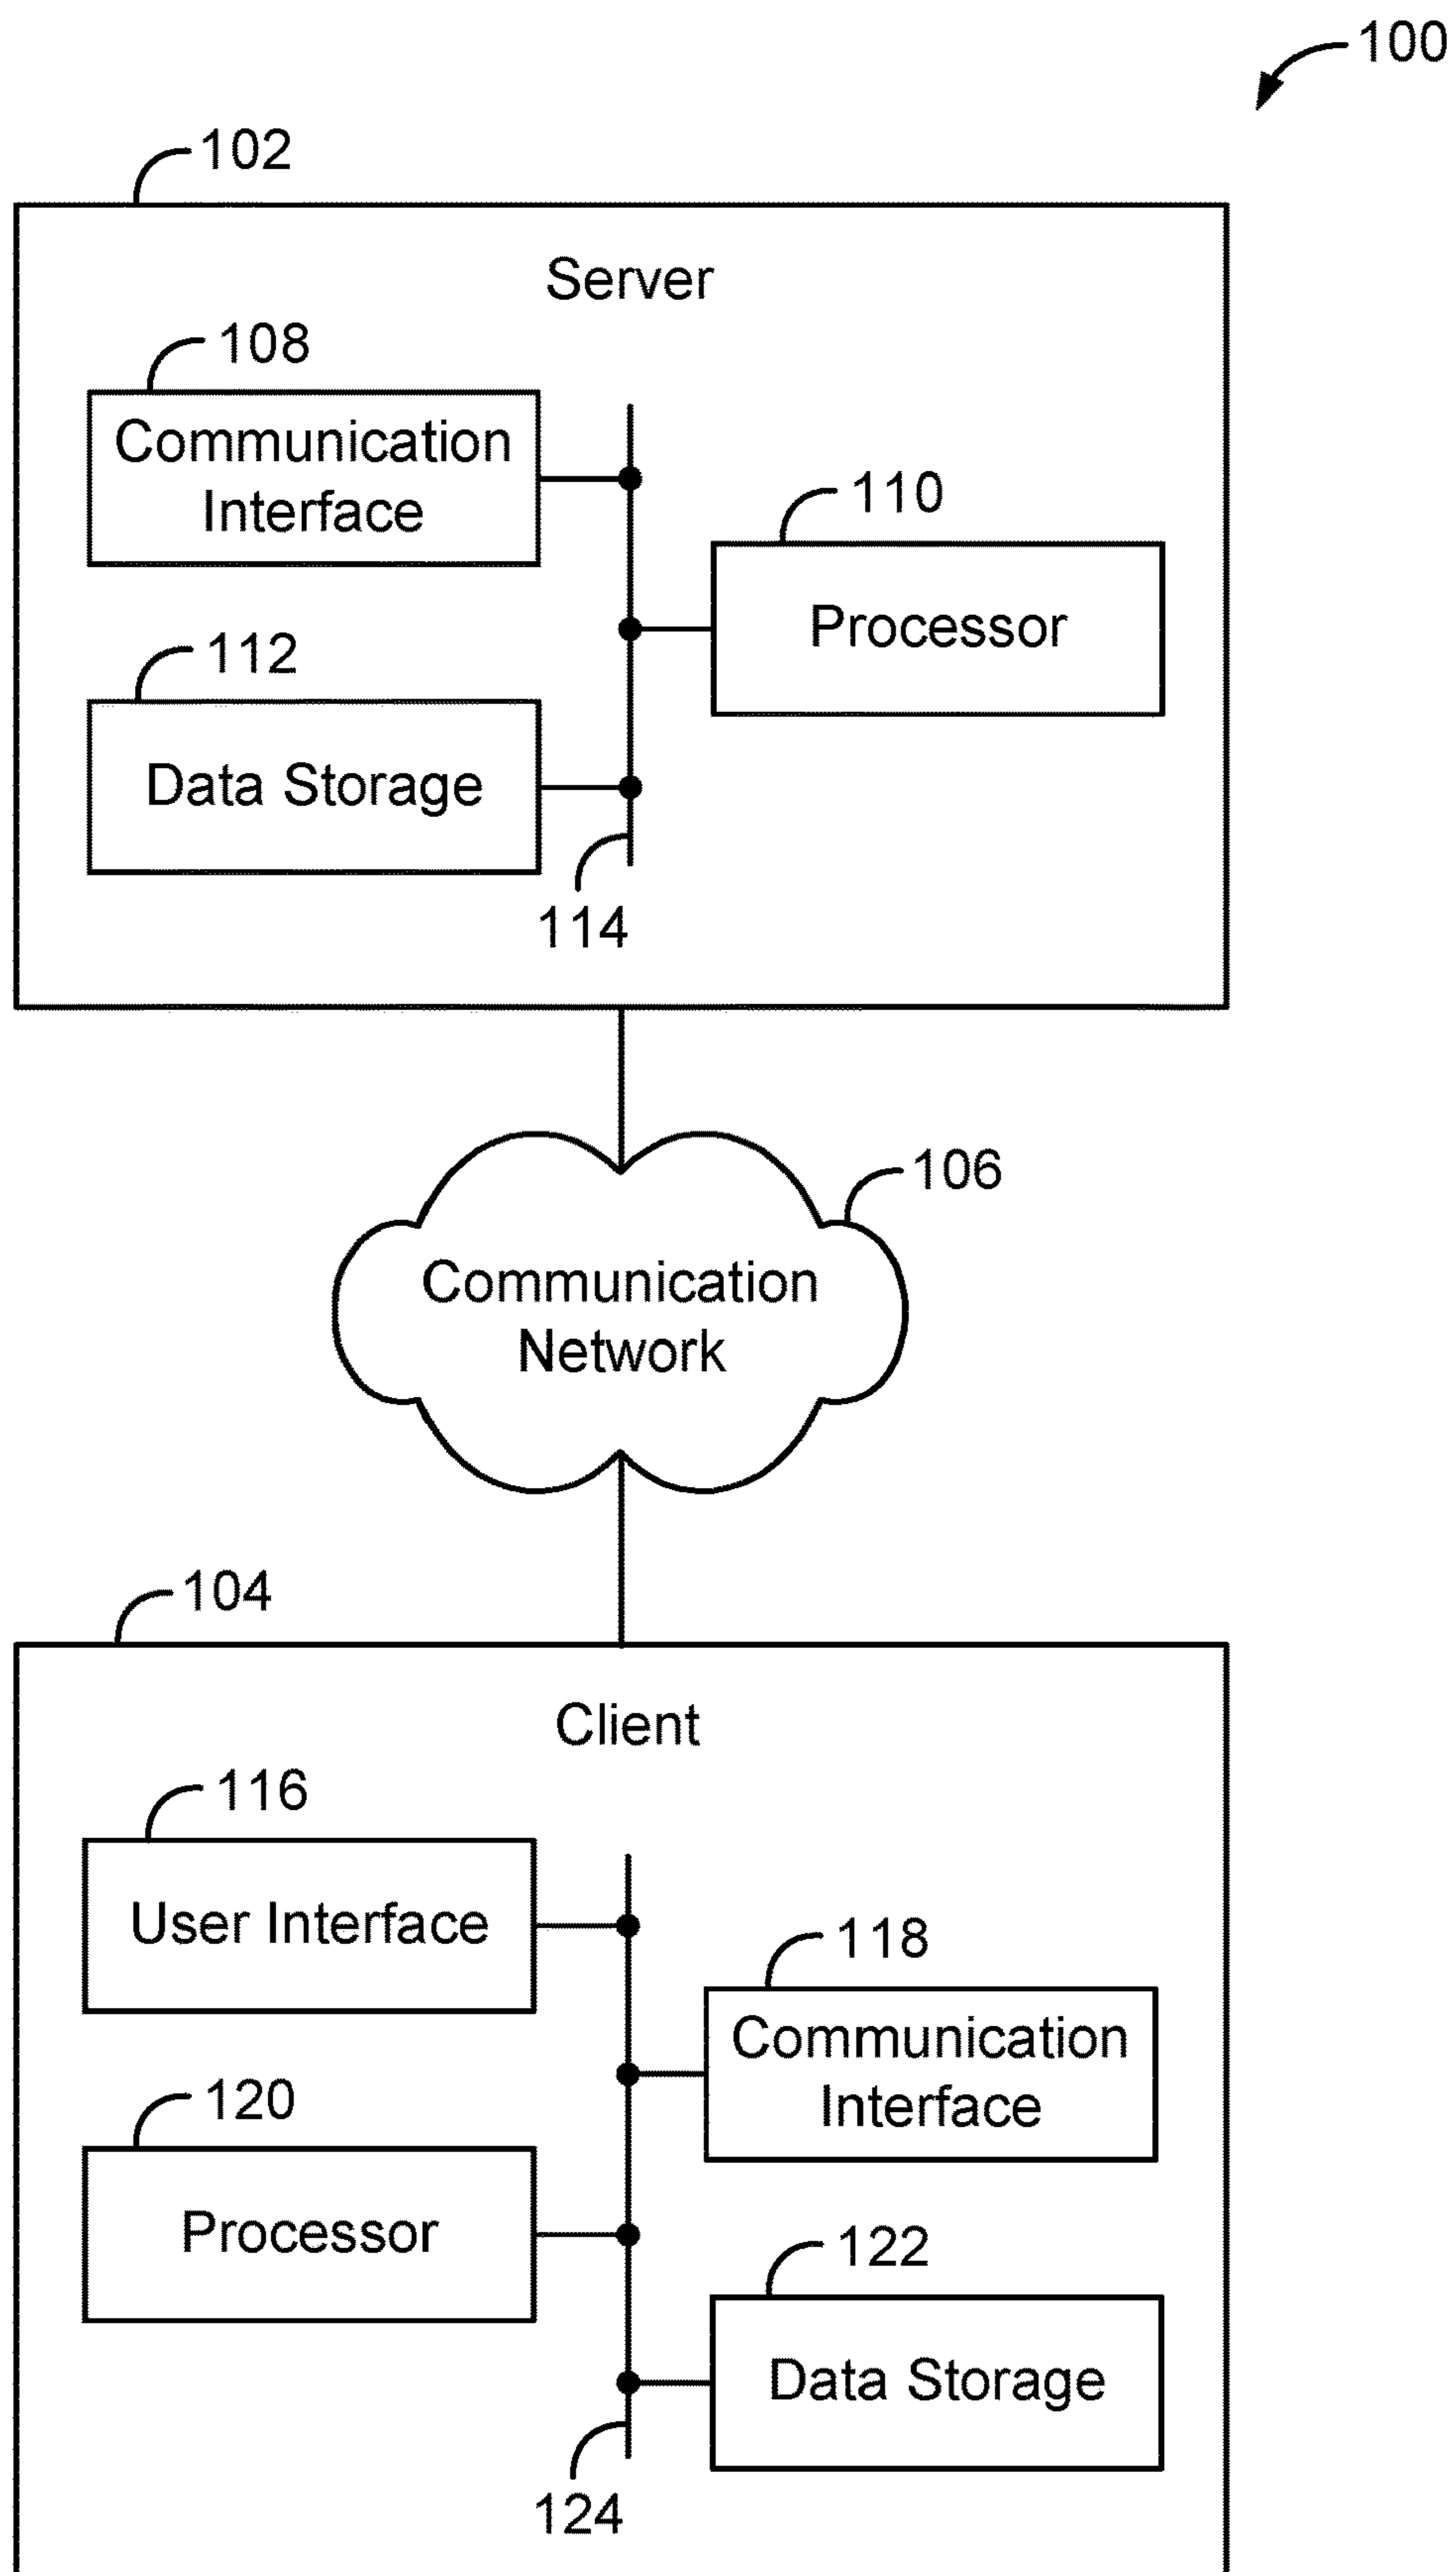 100
102
Server
108
Communication
Interface
110
Processor
112
Data Storage
114
106
Communication
Network
104
Client
116
User Interface
118
Communication
Interface
120
Processor
122
Data Storage
124